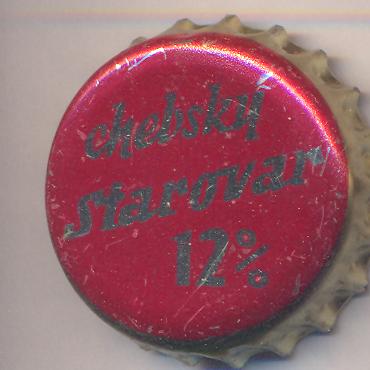 chebský
starovar
12%